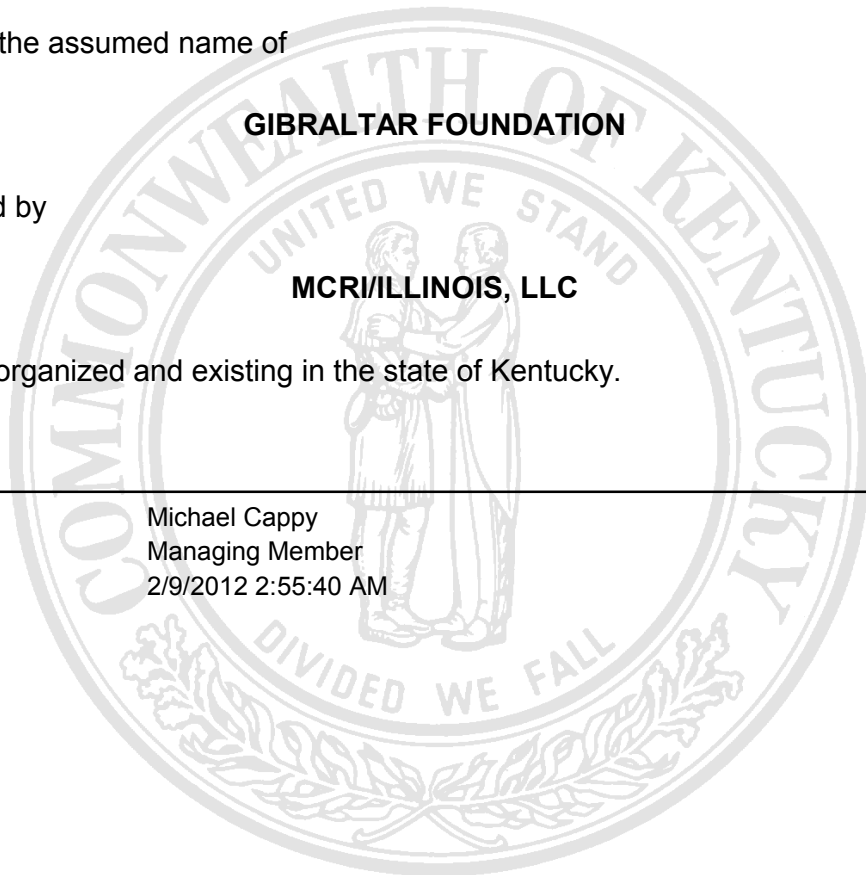 the assumed name of
GIBRALTAR FOUNDATION
d by
MCRI/ILLINOIS, LLC
organized and existing in the state of Kentucky.
Michael Cappy
Managing Member
2/9/2012 2:55:40 AM
COMMONWEALTH OF KENTUCKY
UNITED WE STAND
DIVIDED WE FALL